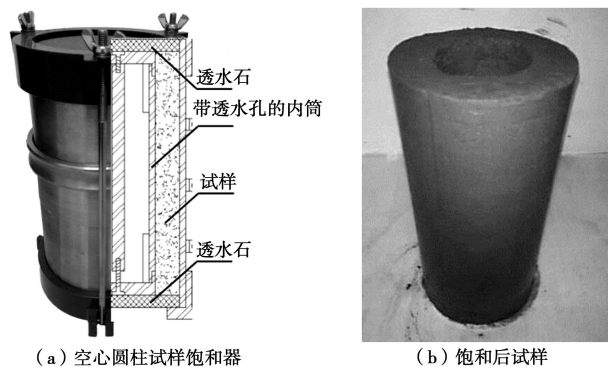 透水石
带透水孔的内筒
试样
透水石
（a）空心圆柱试样饱和器
（b）饱和后试样